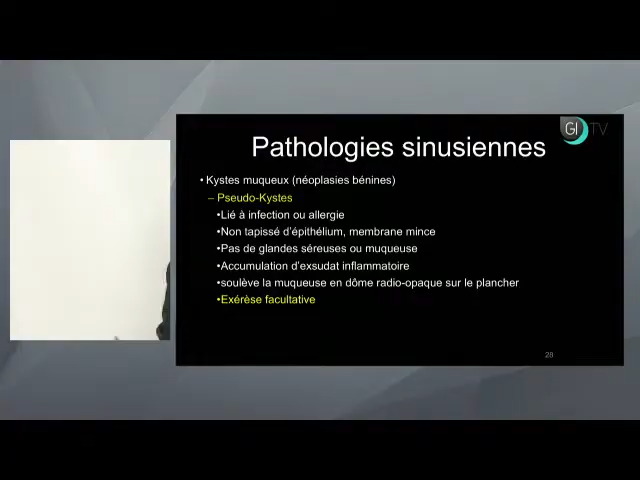 GI TV
Pathologies sinusiennes
• Kystes muqueux (néoplasies bénines)
– Pseudo-Kystes
•Lié à infection ou allergie
•Non tapissé d'épithélium, membrane mince
•Pas de glandes séreuses ou muqueuse
•Accumulation d'exsudat inflammatoire
•soulève la muqueuse en dôme radio-opaque sur le plancher
•Exérèse facultative
28